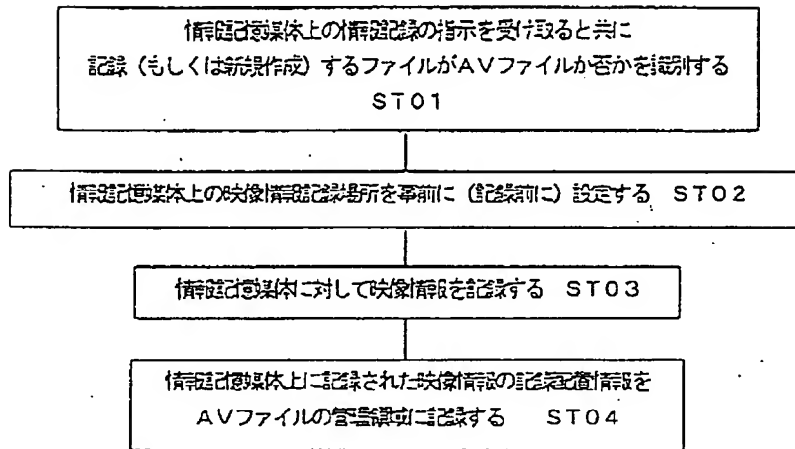 情報記憶媒体上の情報記録の指示を受け取ると共に
記録（もしくは新規作成）するファイルがAVファイルか否かを識別する
ST01
情報記憶媒体上の映像情報記録場所を事前に（記録前に）設定する ST02
情報記憶媒体に対して映像情報を記録する ST03
情報記憶媒体上に記録された映像情報の記録配置情報を
AVファイルの管理領域に記録する ST04